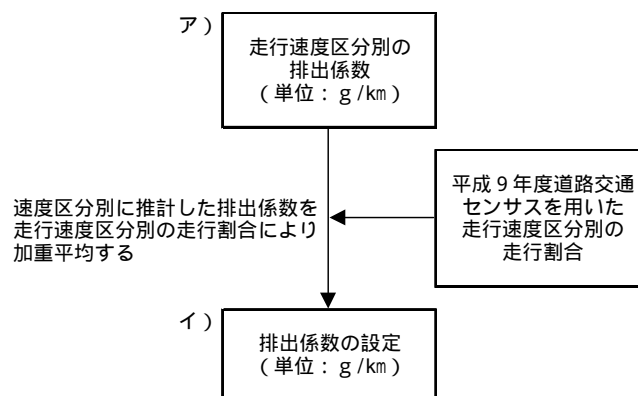 ア）
走行速度区分別の
排出係数
（単位：ｇ/㎞）
速度区分別に推計した排出係数を
走行速度区分別の走行割合により
加重平均する
平成９年度道路交通
センサスを用いた
走行速度区分別の
走行割合
イ）
排出係数の設定
（単位：ｇ/㎞）